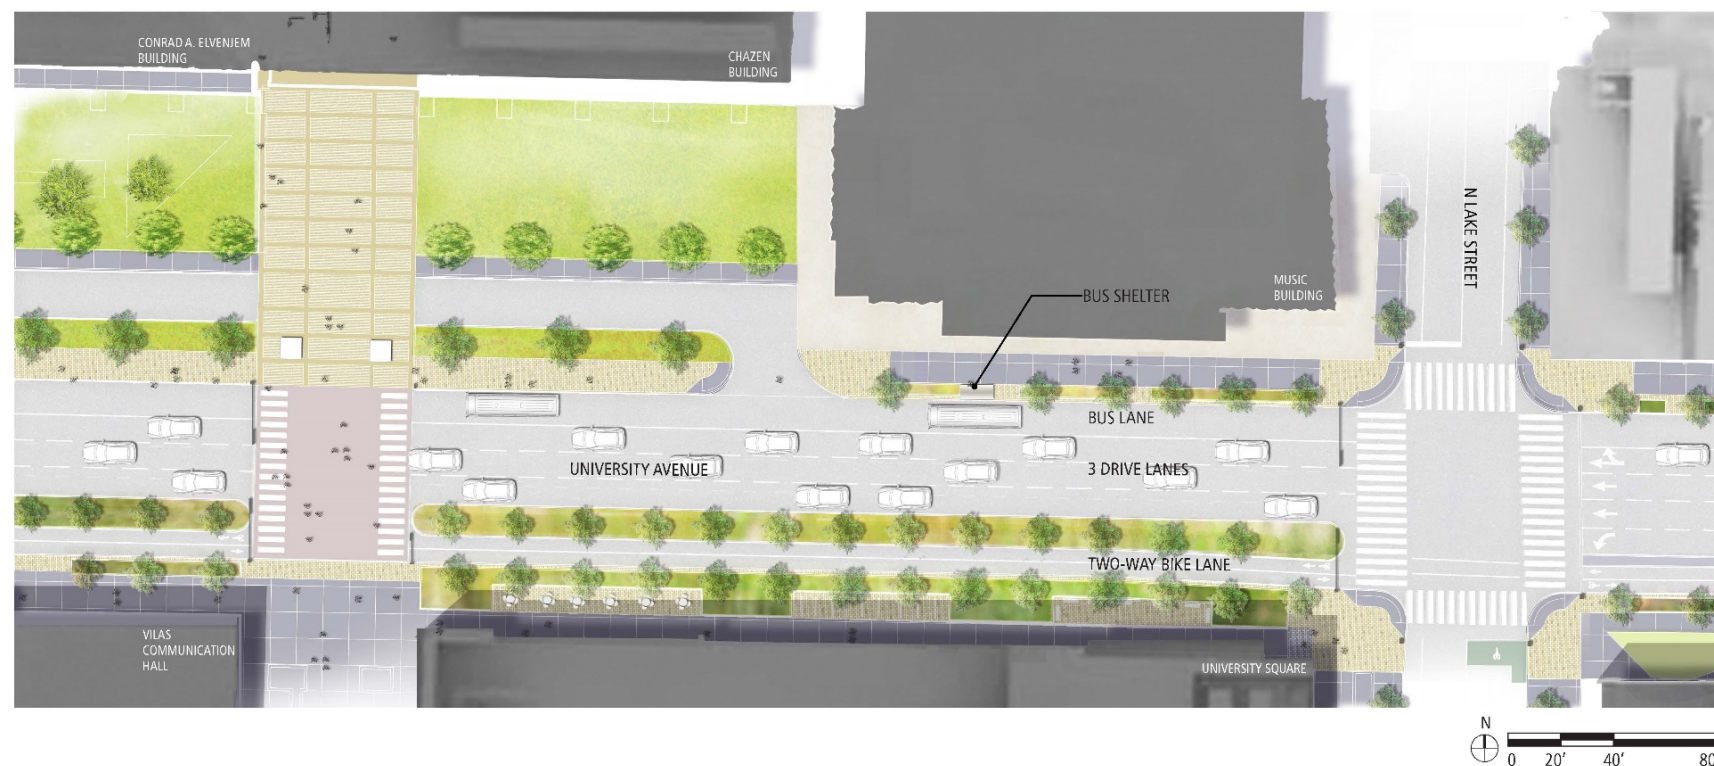 CONRAD A. ELVENJEM
BUILDING
CHAZEN
BUILDING
N LAKE STREET
MUSIC
BUILDING
BUS SHELTER
BUS LANE
UNIVERSITY AVENUE
3 DRIVE LANES
TWO-WAY BIKE LANE
VILAS
COMMUNICATION
HALL
UNIVERSITY SQUARE
N
0 20' 40' 80